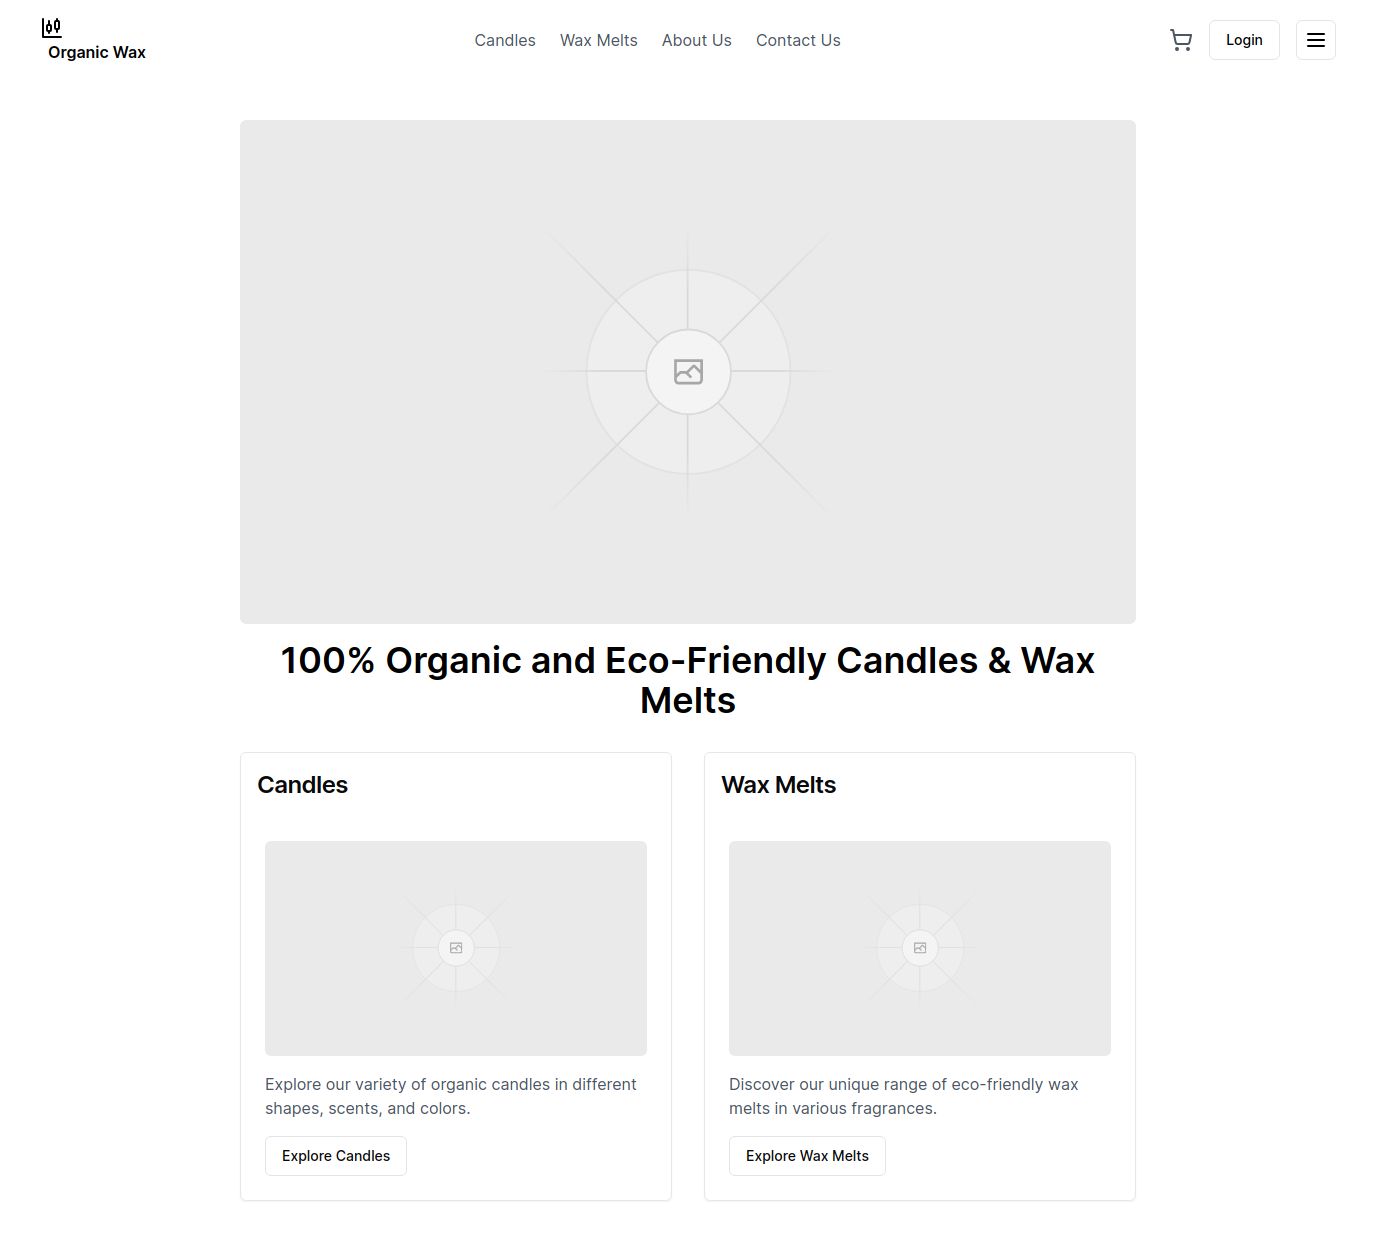 Organic Wax
Candles
Wax Melts
About Us
Contact Us
Login
100% Organic and Eco-Friendly Candles & Wax
Melts
Candles
Explore our variety of organic candles in different
shapes, scents, and colors.
Explore Candles
Wax Melts
Discover our unique range of eco-friendly wax
melts in various fragrances.
Explore Wax Melts